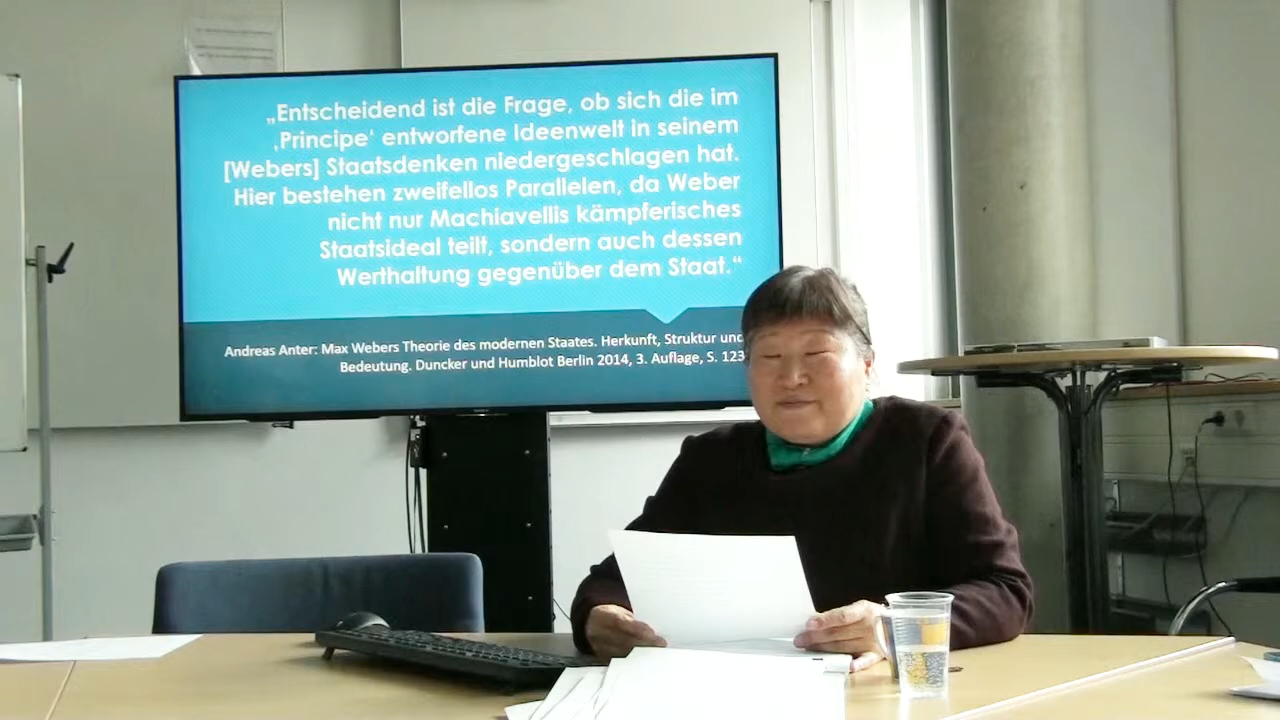 „Entscheidend ist die Frage, ob sich die im
‚Principe‘ entworfene Ideenwelt in seinem
[Webers] Staatsdenken niedergeschlagen hat.
Hier bestehen zweifellos Parallelen, da Weber
nicht nur Machiavellis kämpferisches
Staatsideal teilt, sondern auch dessen
Werthaltung gegenüber dem Staat.“
Andreas Anter: Max Webers Theorie des modernen Staates. Herkunft, Struktur und
Bedeutung. Duncker und Humblot Berlin 2014, 3. Auflage, S. 123